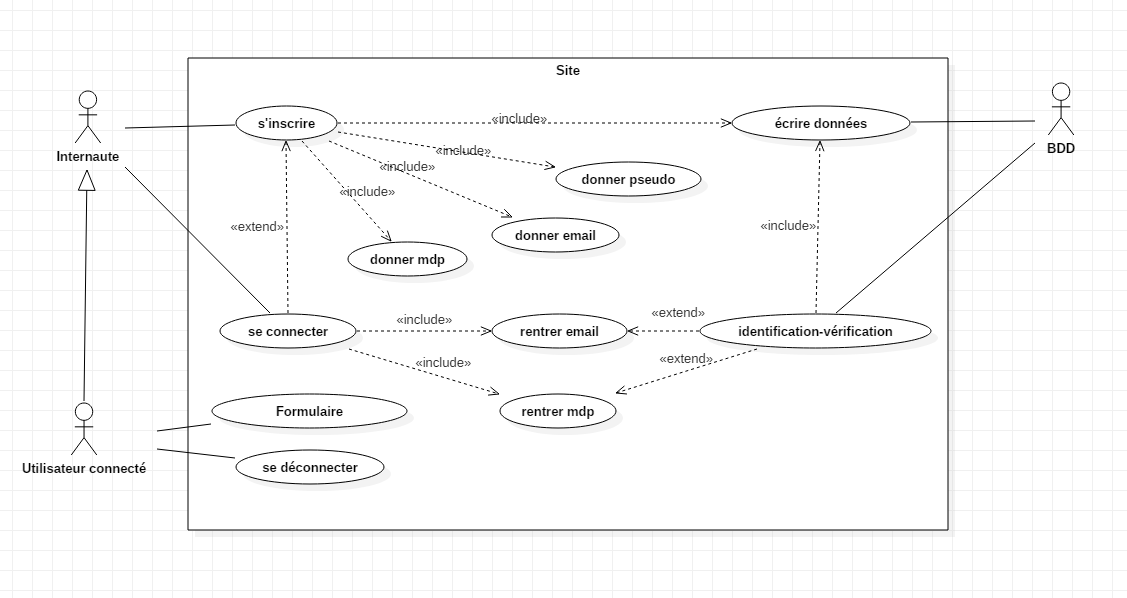 Site
s'inscrire
«include»
écrire données
Internaute
BDD
«include»
«include»
donner pseudo
«include»
«extend»
«include»
donner email
donner mdp
se connecter
«include»
rentrer email
«extend»
identification-vérification
«include»
«extend»
Formulaire
rentrer mdp
Utilisateur connecté
se déconnecter